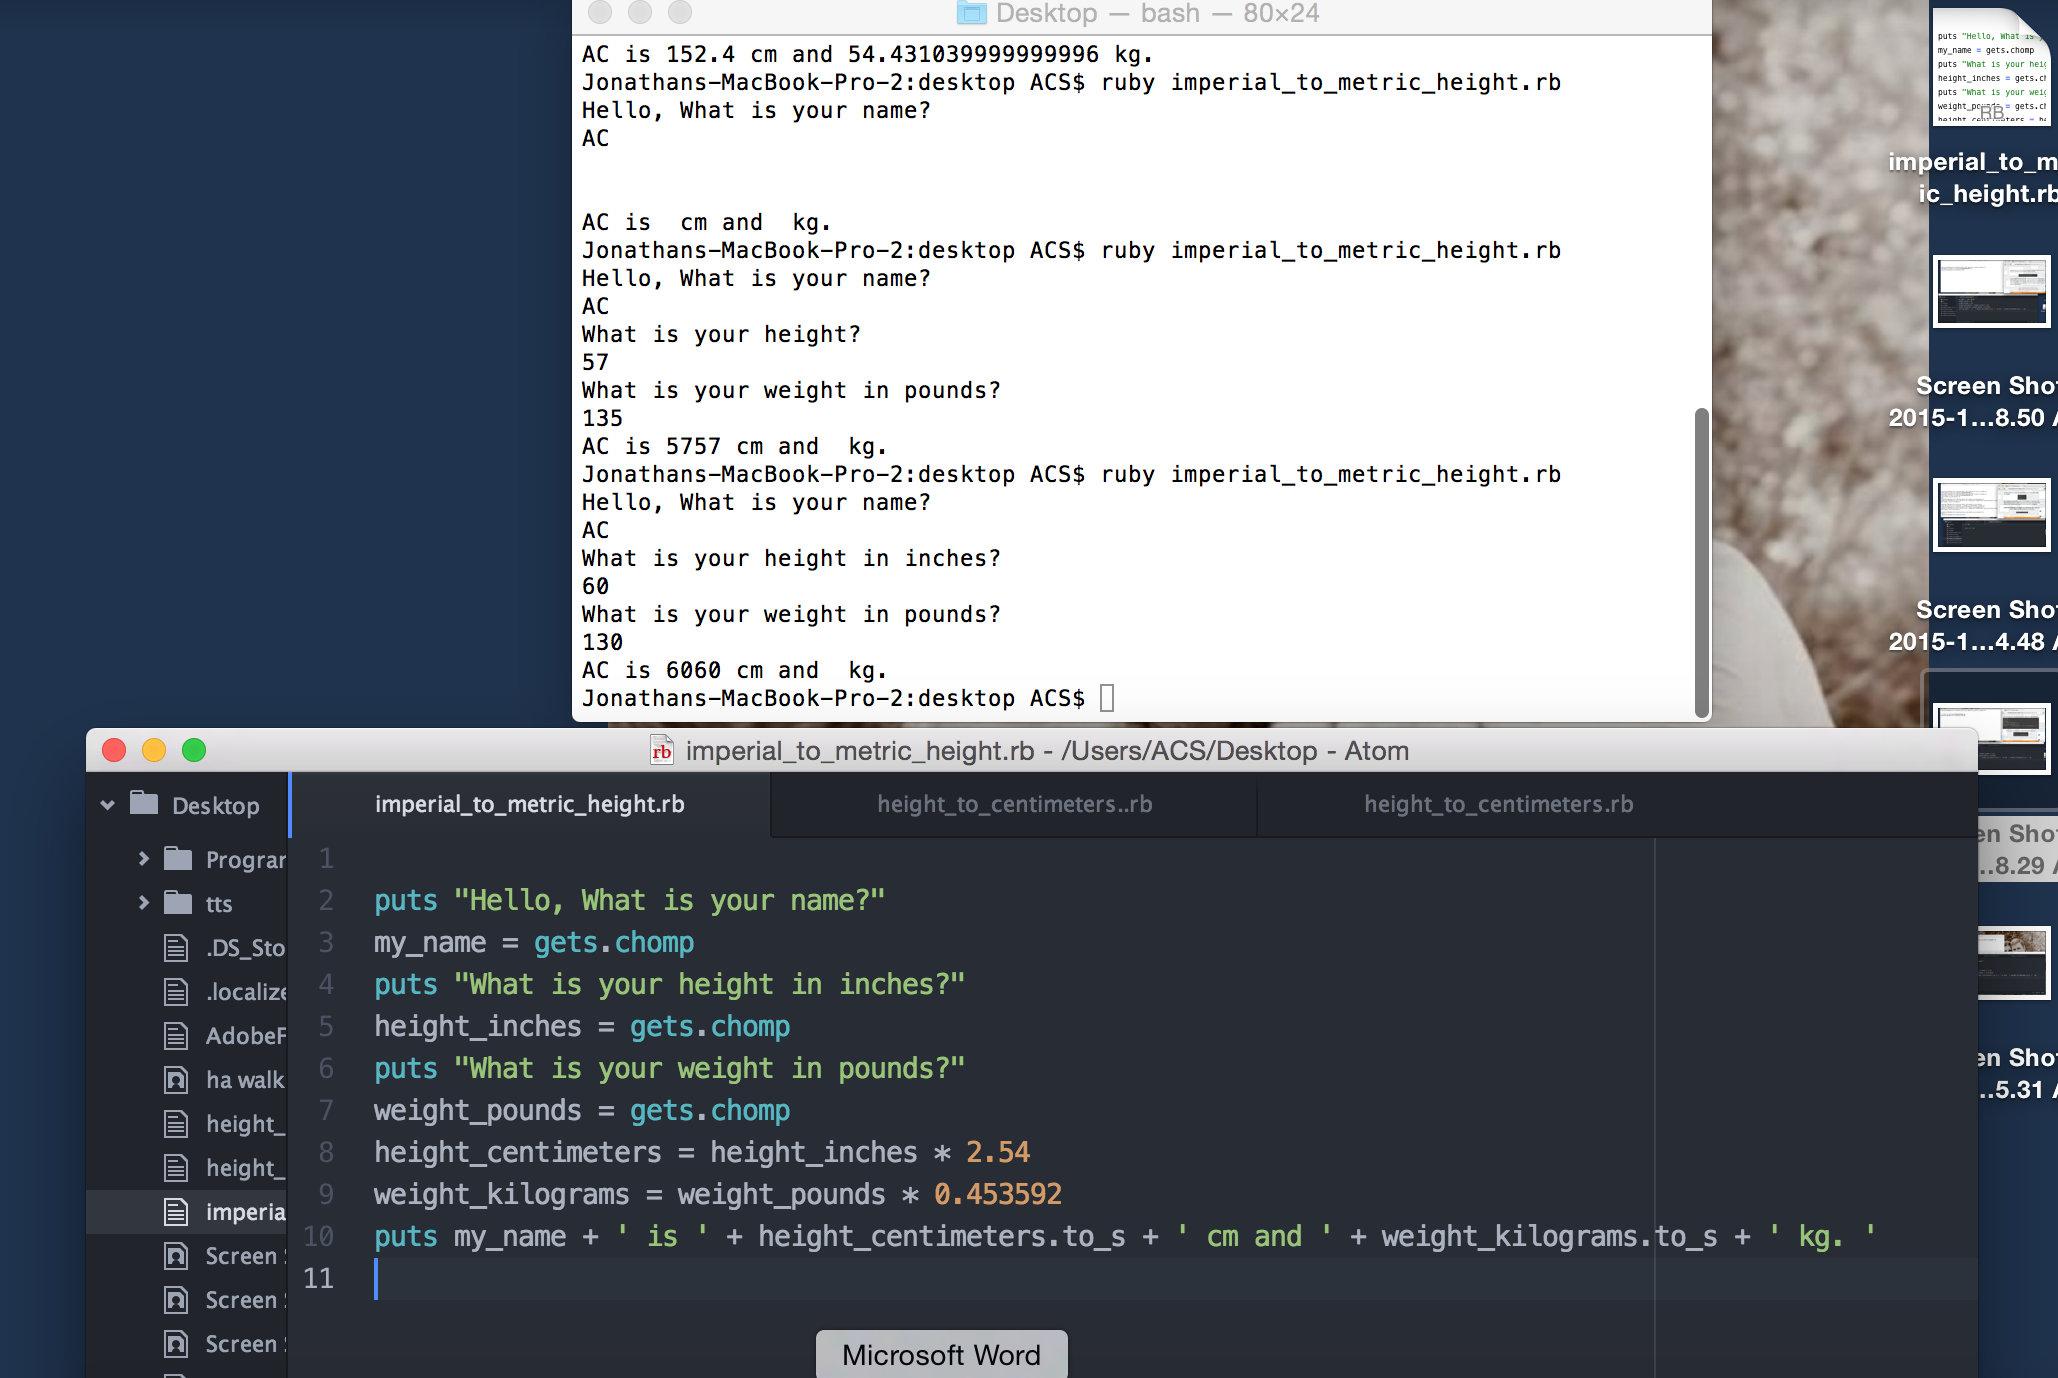 Desktop — bash — 80×24
AC is 152.4 cm and 54.431039999999996 kg.
Jonathans-MacBook-Pro-2:desktop ACS$ ruby imperial_to_metric_height.rb
Hello, What is your name?
AC
AC is  cm and  kg.
Jonathans-MacBook-Pro-2:desktop ACS$ ruby imperial_to_metric_height.rb
Hello, What is your name?
AC
What is your height?
57
What is your weight in pounds?
135
AC is 5757 cm and  kg.
Jonathans-MacBook-Pro-2:desktop ACS$ ruby imperial_to_metric_height.rb
Hello, What is your name?
AC
What is your height in inches?
60
What is your weight in pounds?
130
AC is 6060 cm and  kg.
Jonathans-MacBook-Pro-2:desktop ACS$
puts "Hello, What is
my_name = gets.chomp
puts "What is your heig
height_inches = gets.ch
puts "What is your weig
RB
imperial_to_m
ic_height.rb
Screen Sho
2015-1...8.50 A
Screen Sho
2015-1...4.48 A
en Sho
..8.29 A
en Sho
..5.31 A
imperial_to_metric_height.rb - /Users/ACS/Desktop - Atom
Desktop
Progra
tts
.DS_Sto
.localize
AdobeF
ha walk
height_
height_
imperia
Screen
Screen
Screen
imperial_to_metric_height.rb
height_to_centimeters..rb
height_to_centimeters.rb
1
2 puts "Hello, What is your name?"
3 my_name = gets.chomp
4 puts "What is your height in inches?"
5 height_inches = gets.chomp
6 puts "What is your weight in pounds?"
7 weight_pounds = gets.chomp
8 height_centimeters = height_inches * 2.54
9 weight_kilograms = weight_pounds * 0.453592
10 puts my_name + ' is ' + height_centimeters.to_s + ' cm and ' + weight_kilograms.to_s + ' kg. '
11
Microsoft Word